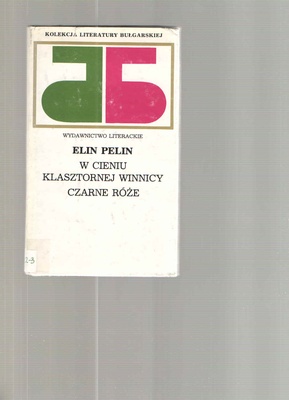 KOLEKCJA LITERATURY BUŁGARSKIEJ
WYDAWNICTWO LITERACKIE
ELIN PELIN
W CIENIU
KLASZTORNEJ WINNICY
CZARNE RÓŻE